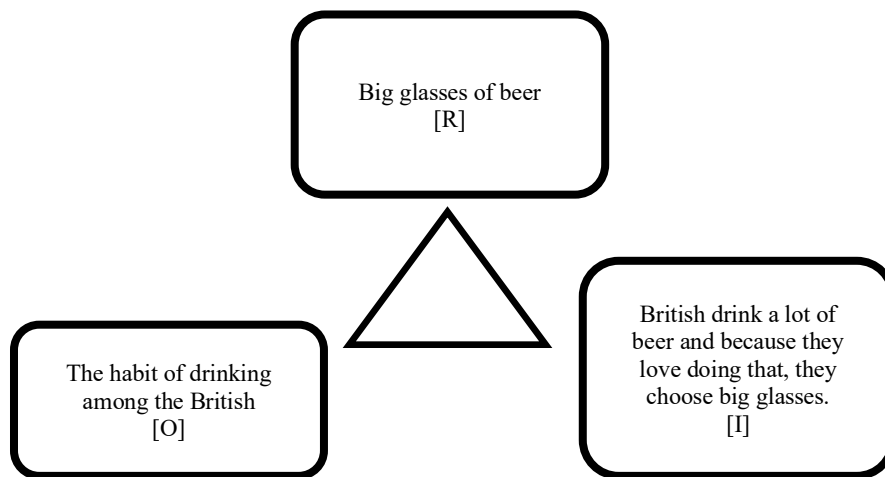 Big glasses of beer
[R]
The habit of drinking
among the British
[O]
British drink a lot of
beer and because they
love doing that, they
choose big glasses.
[I]